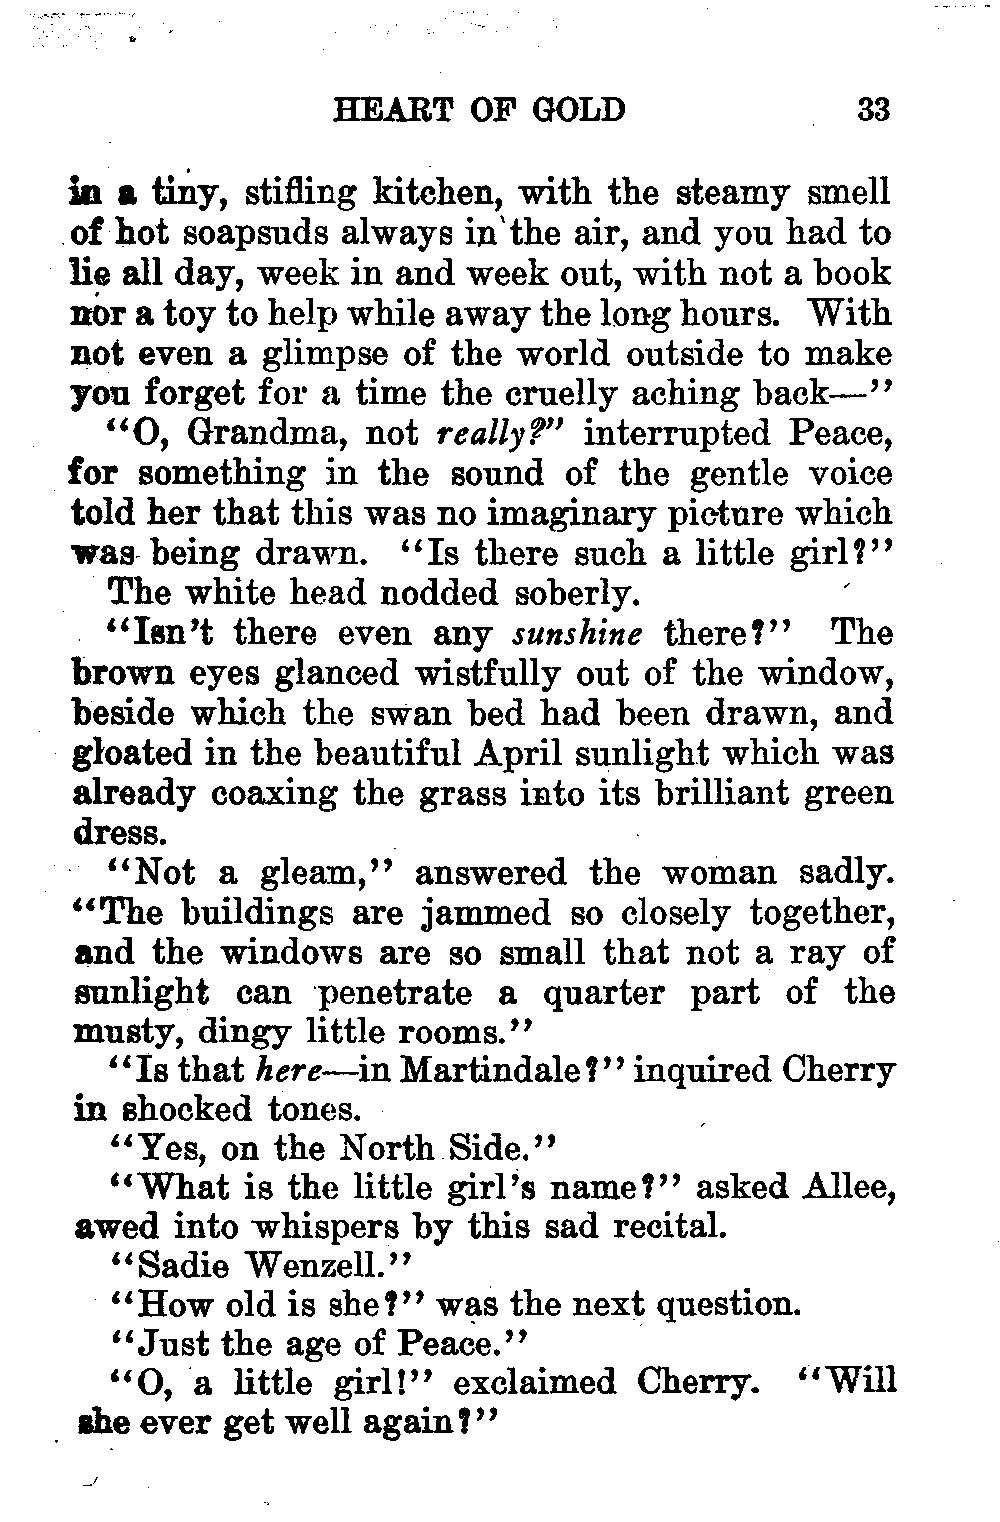 HEART OF GOLD 33
in a tiny, stifling kitchen, with the steamy smell
of hot soapsuds always in the air, and you had to
lie all day, week in and week out, with not a book
nor a toy to help while away the long hours. With
not even a glimpse of the world outside to make
you forget for a time the cruelly aching back—”
“O, Grandma, not really?” interrupted Peace,
for something in the sound of the gentle voice
told her that this was no imaginary picture which
was being drawn. “Is there such a little girl?”
The white head nodded soberly.
“Isn’t there even any sunshine there?” The
brown eyes glanced wistfully out of the window,
beside which the swan bed had been drawn, and
gloated in the beautiful April sunlight which was
already coaxing the grass into its brilliant green
dress.
“Not a gleam,” answered the woman sadly.
“The buildings are jammed so closely together,
and the windows are so small that not a ray of
sunlight can penetrate a quarter part of the
musty, dingy little rooms.”
“Is that here—in Martindale?” inquired Cherry
in shocked tones.
“Yes, on the North Side.”
“What is the little girl’s name?” asked Allee,
awed into whispers by this sad recital.
“Sadie Wenzell.”
“How old is she?” was the next question.
“Just the age of Peace.”
“O, a little girl!” exclaimed Cherry. “Will
she ever get well again?”